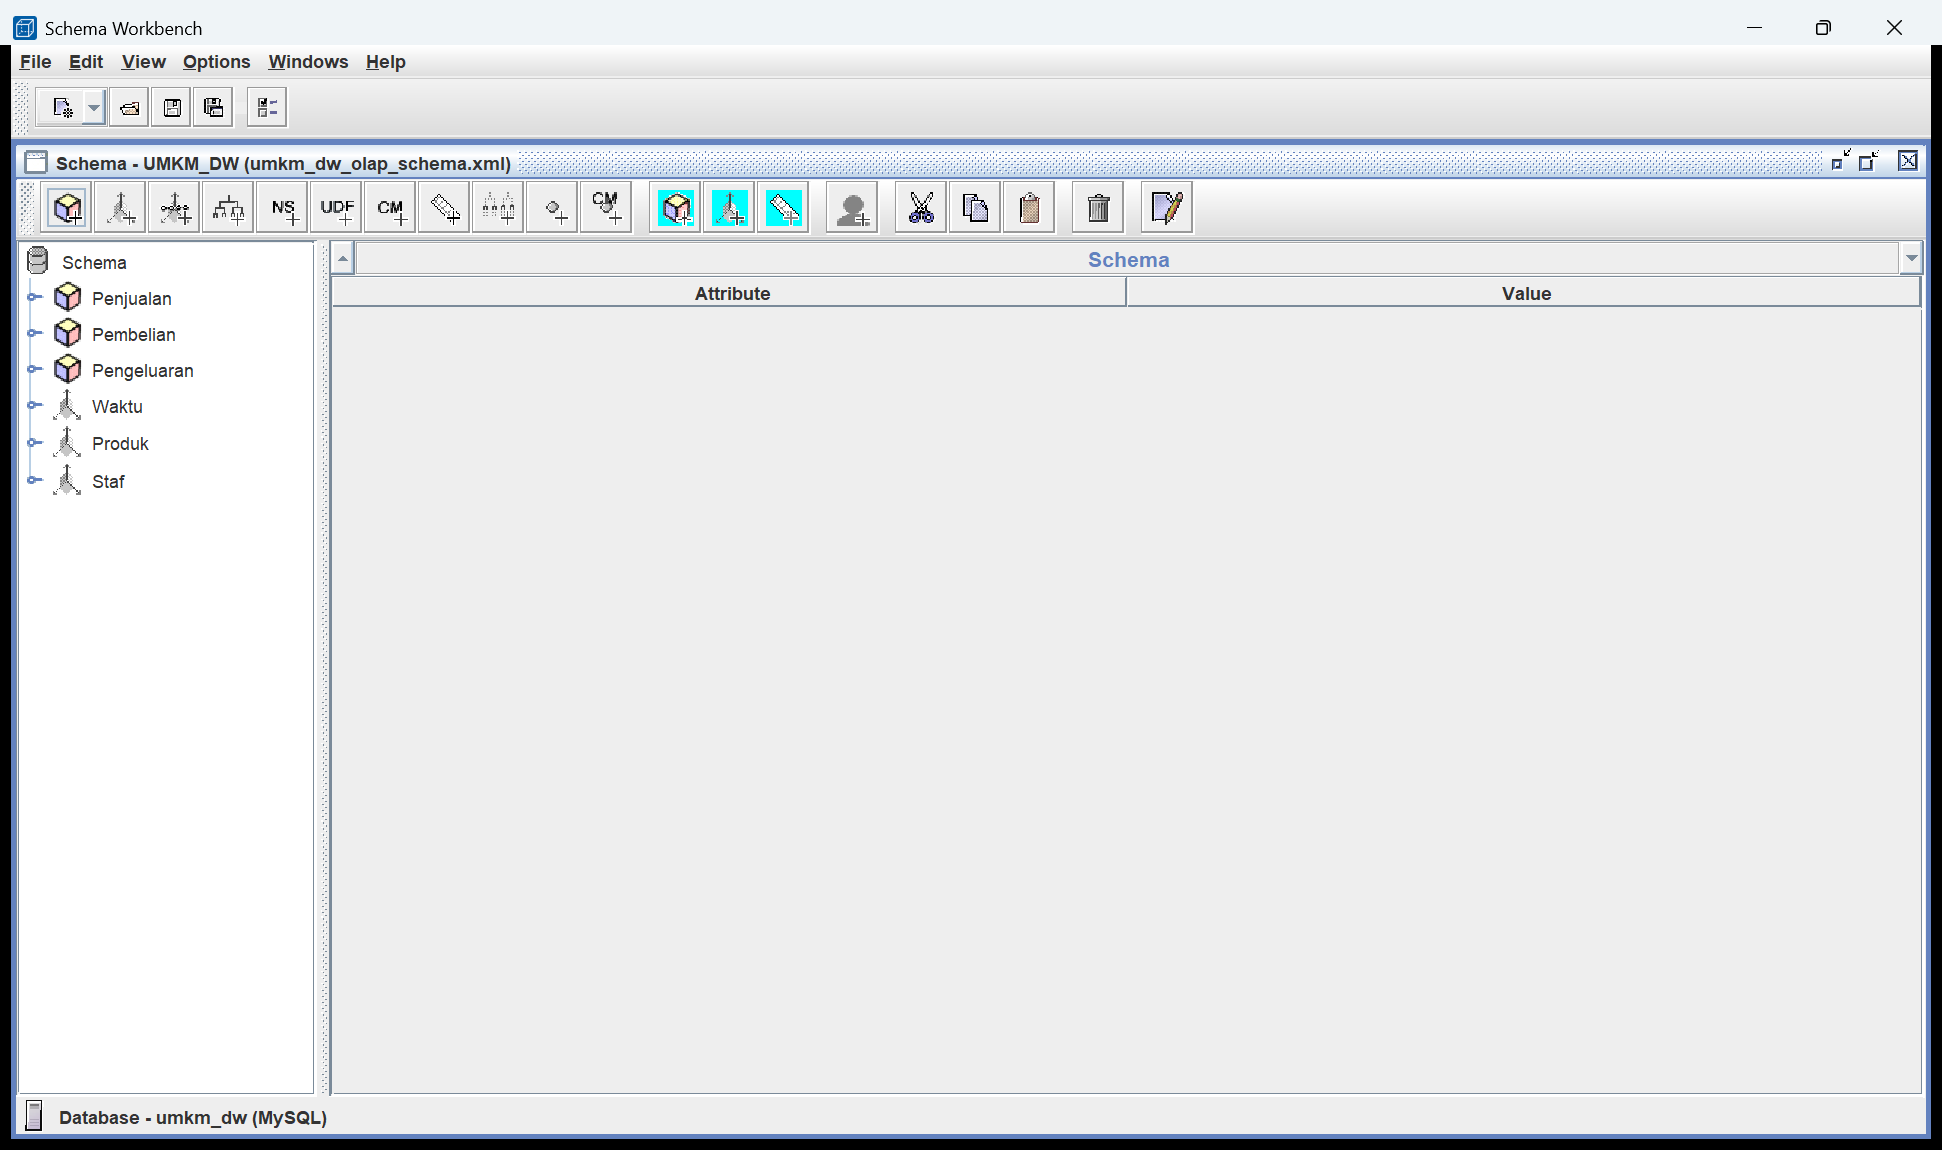 Schema Workbench
File Edit View Options Windows Help
Schema - UMKM_DW (umkm_dw_olap_schema.xml)
NS UDF CM CM
Schema
Penjualan
Pembelian
Pengeluaran
Waktu
Produk
Staf
Schema
Attribute Value
Database - umkm_dw (MySQL)